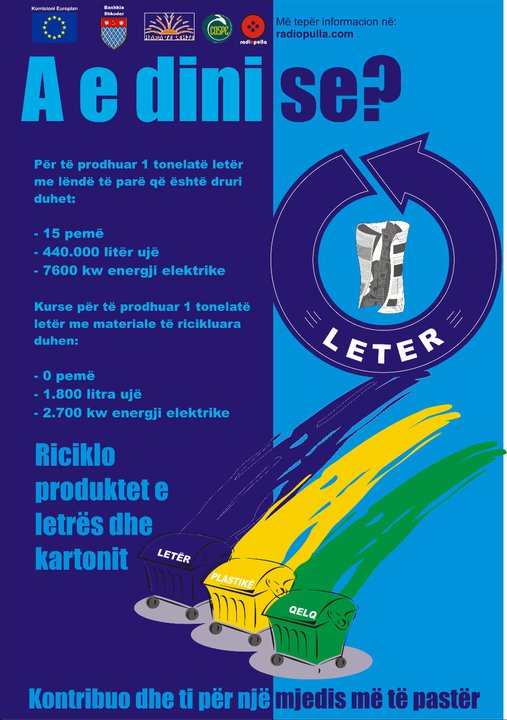 Komisioni Europian
Bashkia
Shkoder
COSPE
radiopulla
Më tepër informacion në:
radiopulla.com
A e dini se?
Për të prodhuar 1 tonelatë letër
me lëndë të parë që është druri
duhet:
- 15 pemë
- 440.000 litër ujë
- 7600 kw energji elektrike
Kurse për të prodhuar 1 tonelatë
letër me materiale të ricikluara
duhen:
- 0 pemë
- 1.800 litra ujë
- 2.700 kw energji elektrike
LETER
Riciklo
produktet e
letrës dhe
kartonit
LETËR
PLASTIKË
QELQ
Kontribuo dhe ti për një mjedis më të pastër